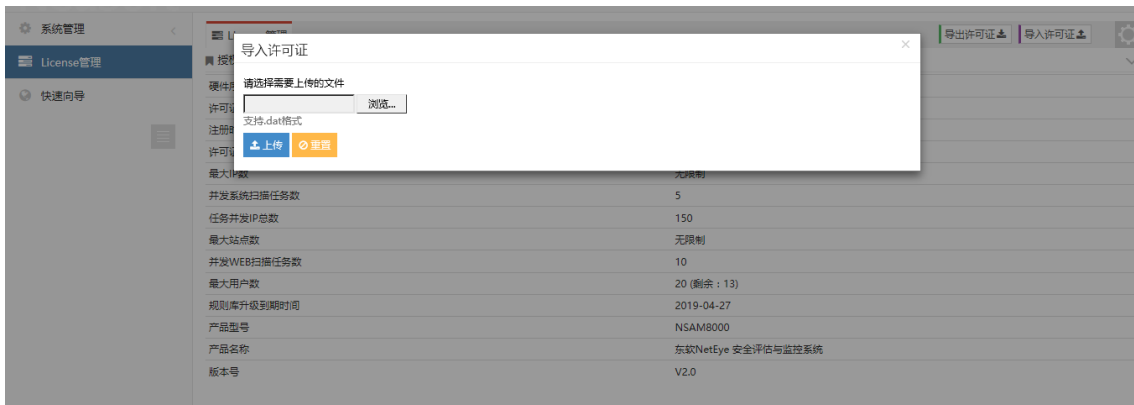 系统管理
导出许可证
导入许可证
导入许可证
×
License管理
授权
请选择需要上传的文件
快速向导
浏览...
支持.dat格式
上传
重置
最大IP数 无限制
并发系统扫描任务数 5
任务并发IP总数 150
最大站点数 无限制
并发WEB扫描任务数 10
最大用户数 20 (剩余：13)
规则库升级到期时间 2019-04-27
产品型号 NSAM8000
产品名称 东软NetEye 安全评估与监控系统
版本号 V2.0